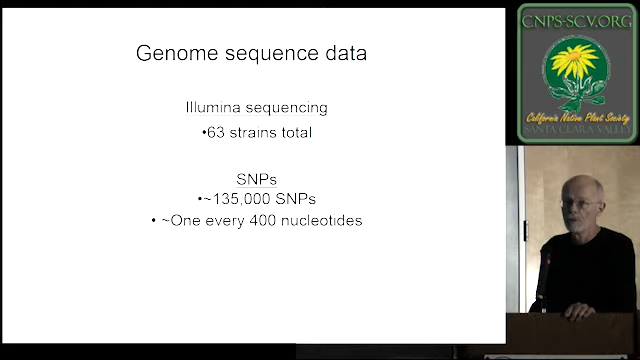 Genome sequence data
Illumina sequencing
•63 strains total
SNPs
•~135,000 SNPs
• ~One every 400 nucleotides
CNPS-SCV.ORG
California Native Plant Society
SANTA CLARA VALLEY